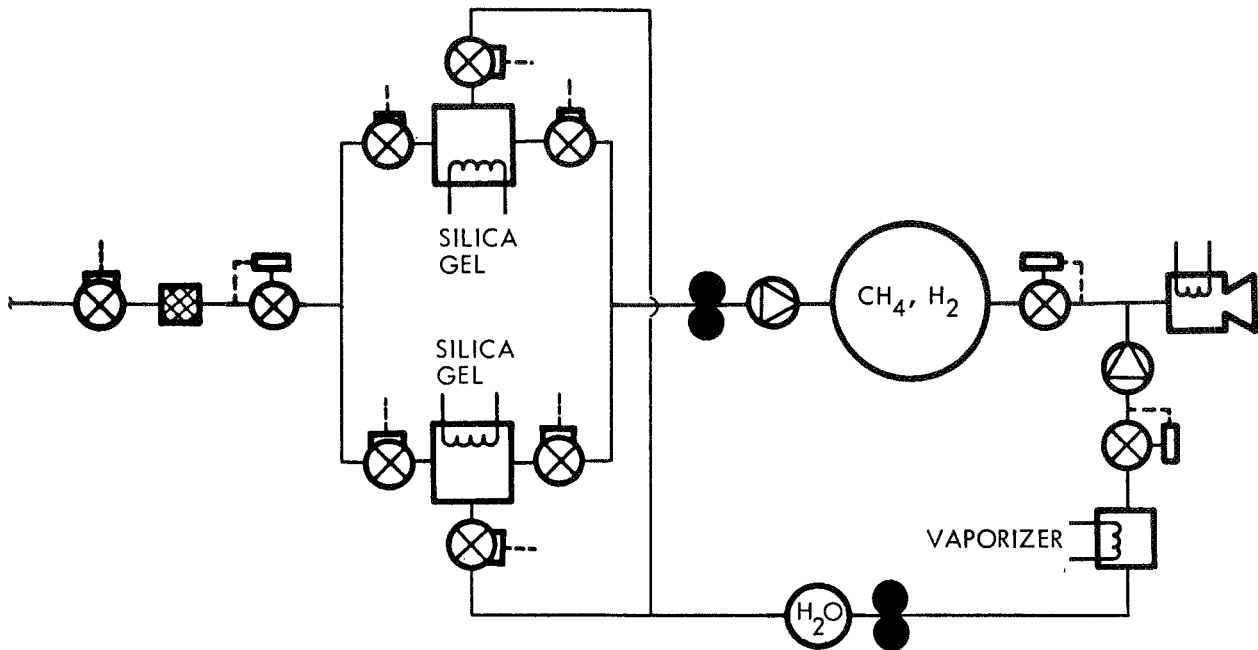 SILICA
GEL
SILICA
GEL
CH₄, H₂
VAPORIZER
H₂O